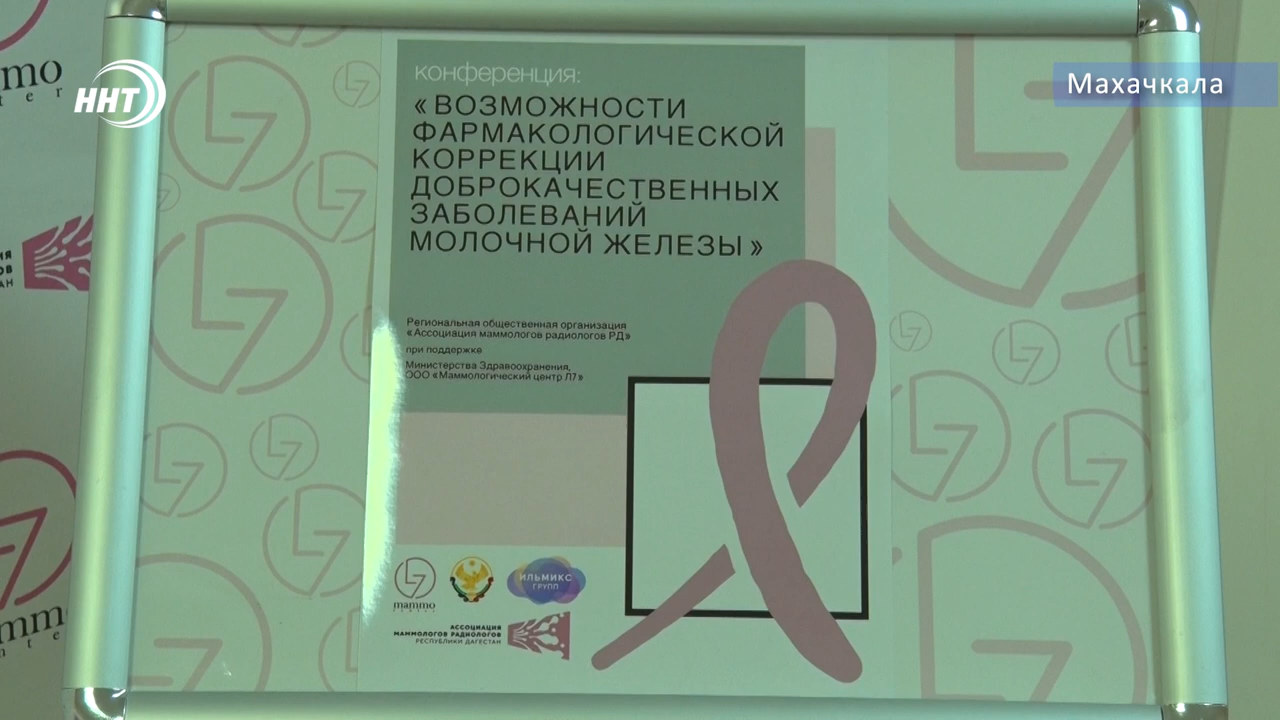 ННТ
Махачкала
конференция:
«ВОЗМОЖНОСТИ
ФАРМАКОЛОГИЧЕСКОЙ
КОРРЕКЦИИ
ДОБРОКАЧЕСТВЕННЫХ
ЗАБОЛЕВАНИЙ
МОЛОЧНОЙ ЖЕЛЕЗЫ»
Региональная общественная организация
«Ассоциация маммологов радиологов РД»
при поддержке
Министерства Здравоохранения,
ООО «Маммологический центр Л7»
L7
mammo
ИЛЬМИКС
ГРУПП
АССОЦИАЦИЯ
МАММОЛОГОВ РАДИОЛОГОВ
РЕСПУБЛИКИ ДАГЕСТАН